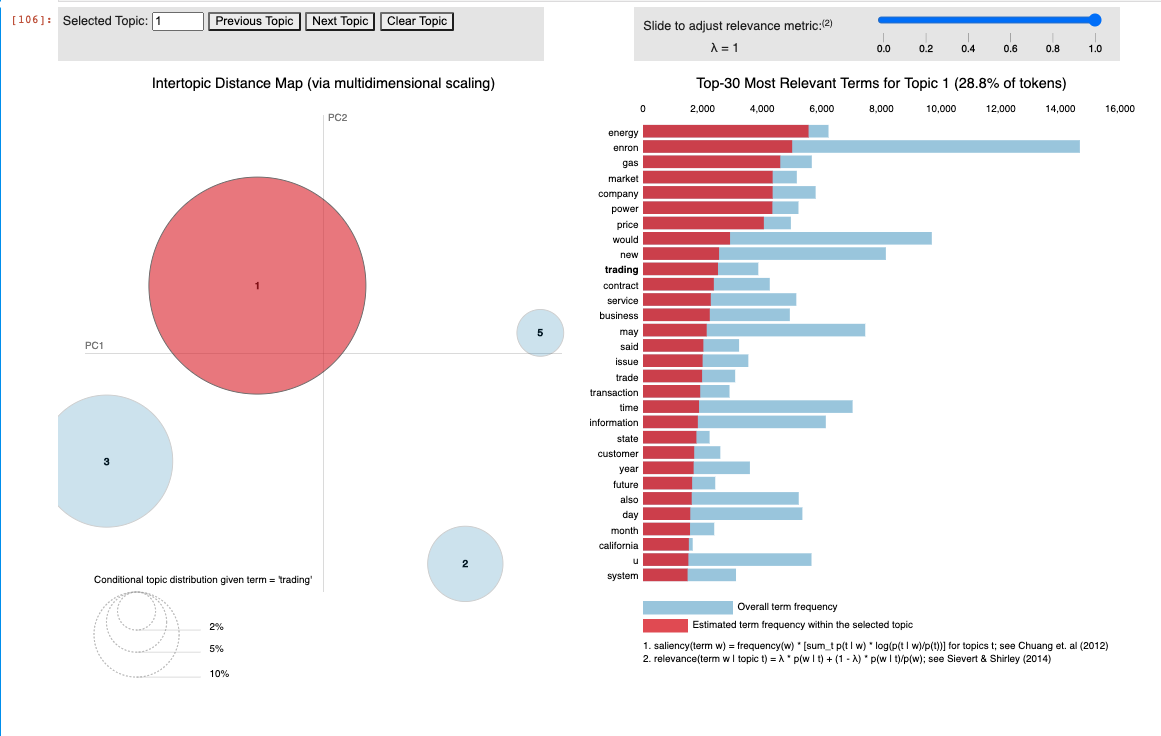 [106]:
Selected Topic: 1 Previous Topic Next Topic Clear Topic
Slide to adjust relevance metric:(2)
λ = 1
0.0 0.2 0.4 0.6 0.8 1.0
Intertopic Distance Map (via multidimensional scaling)
PC2
PC1
1
5
3
2
Conditional topic distribution given term = 'trading'
2%
5%
10%
Top-30 Most Relevant Terms for Topic 1 (28.8% of tokens)
0 2,000 4,000 6,000 8,000 10,000 12,000 14,000 16,000
energy
enron
gas
market
company
power
price
would
new
trading
contract
service
business
may
said
issue
trade
transaction
time
information
state
customer
year
future
also
day
month
california
u
system
Overall term frequency
Estimated term frequency within the selected topic
1. saliency(term w) = frequency(w) * [sum_t p(t | w) * log(p(t | w)/p(t))] for topics t; see Chuang et. al (2012)
2. relevance(term w | topic t) = λ * p(w | t) + (1 - λ) * p(w | t)/p(w); see Sievert & Shirley (2014)